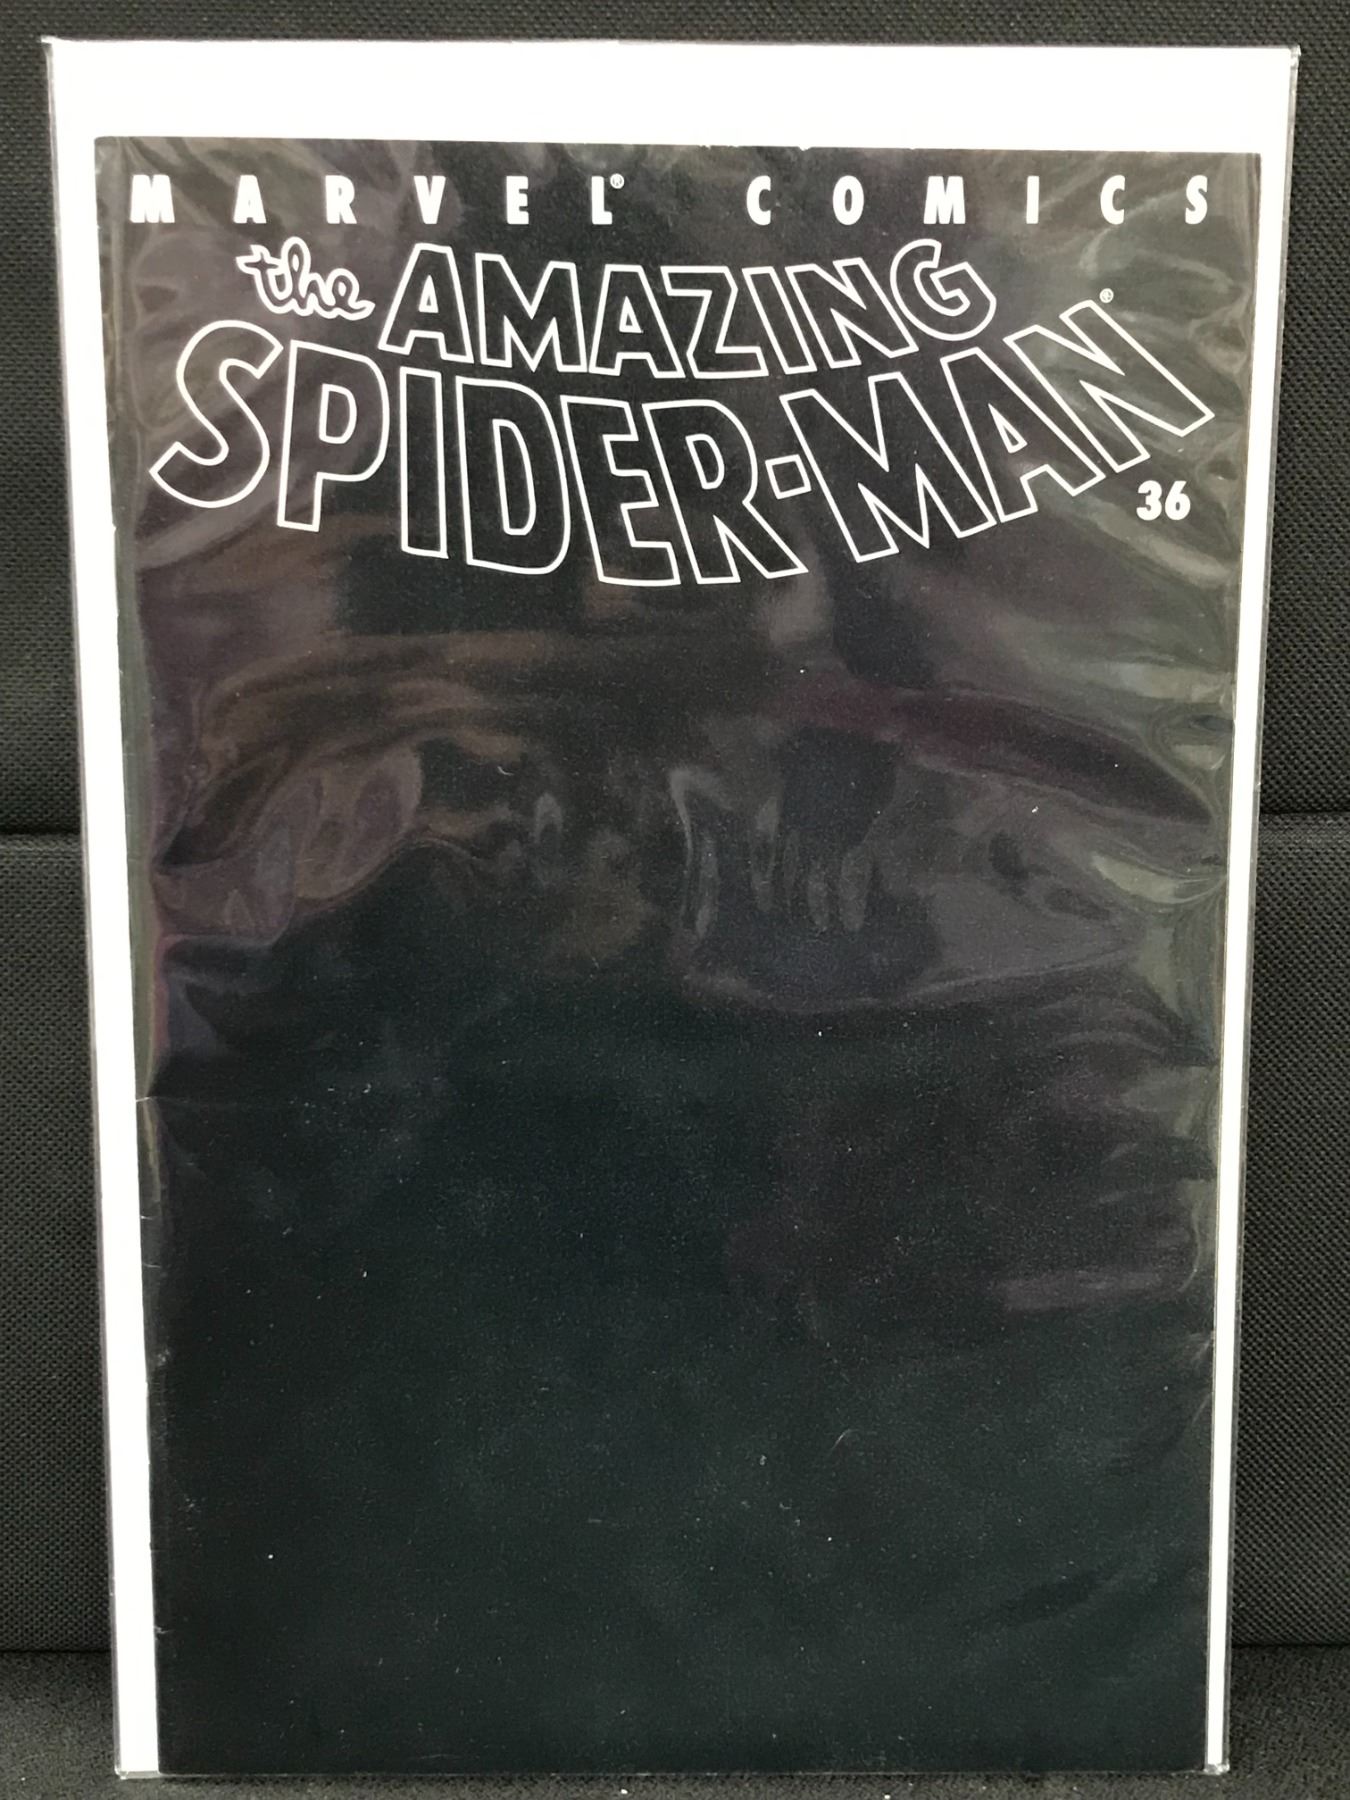 MARVEL® COMICS
the AMAZING
SPIDER-MAN®
36